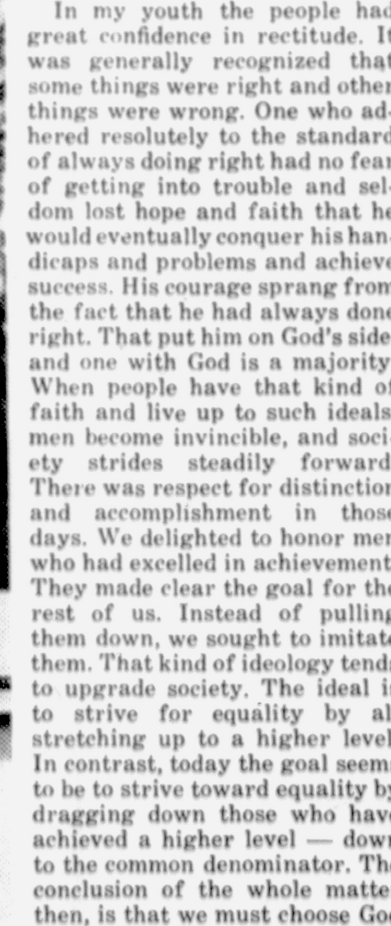 In my youth the people had
great confidence in rectitude. It
was generally recognized that
some things were right and other
things were wrong. One who ad-
hered resolutely to the standard
of always doing right had no fear
of getting into trouble and sel-
dom lost hope and faith that he
would eventually conquer his han-
dicaps and problems and achieve
success. His courage sprang from
the fact that he had always done
right. That put him on God's side
and one with God is a majority
When people have that kind of
faith and live up to such ideals
men become invincible, and soci-
ety strides steadily forward
There was respect for distinction
and accomplishment in those
days. We delighted to honor men
who had excelled in achievement
They made clear the goal for the
rest of us. Instead of pulling
them down, we sought to imitate
them. That kind of ideology tends
to upgrade society. The ideal is
to strive for equality by al
stretching up to a higher level
In contrast, today the goal seems
to be to strive toward equality by
dragging down those who have
achieved a higher level — down
to the common denominator. The
conclusion of the whole matte
then, is that we must choose God